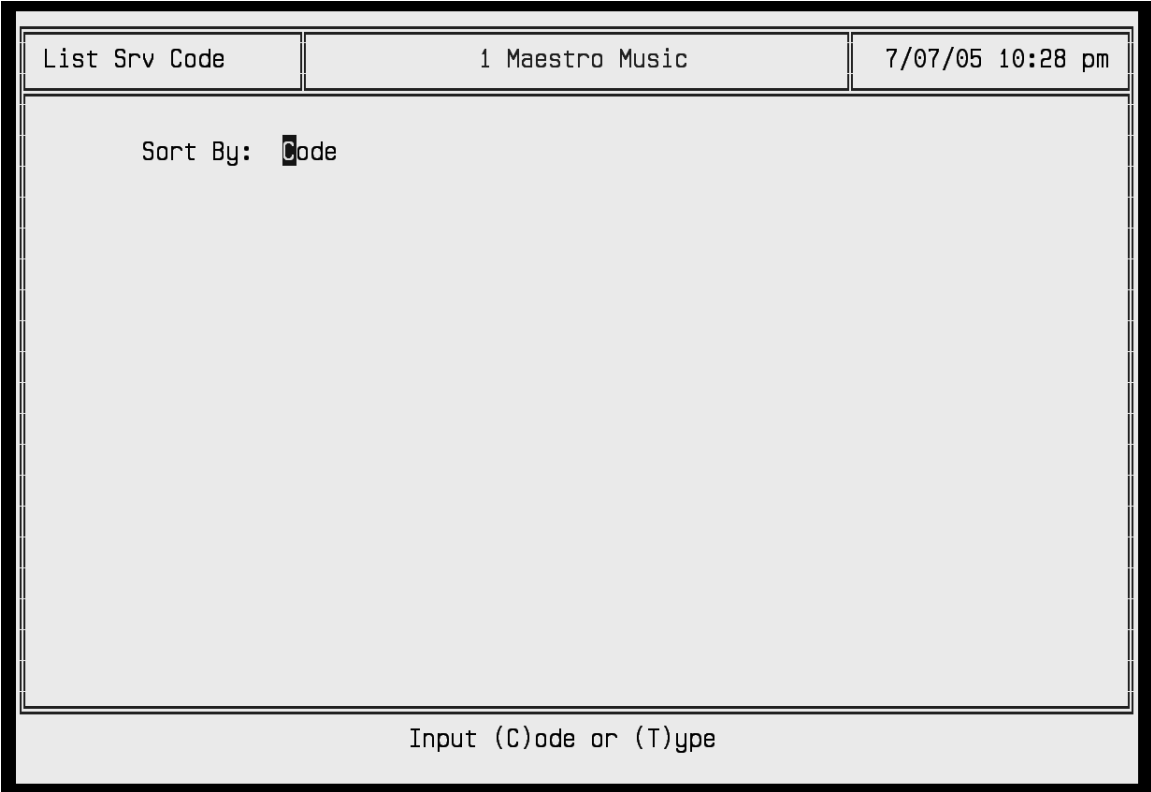 List Srv Code 1 Maestro Music 7/07/05 10:28 pm
Sort By: Code
Input (C)ode or (T)ype